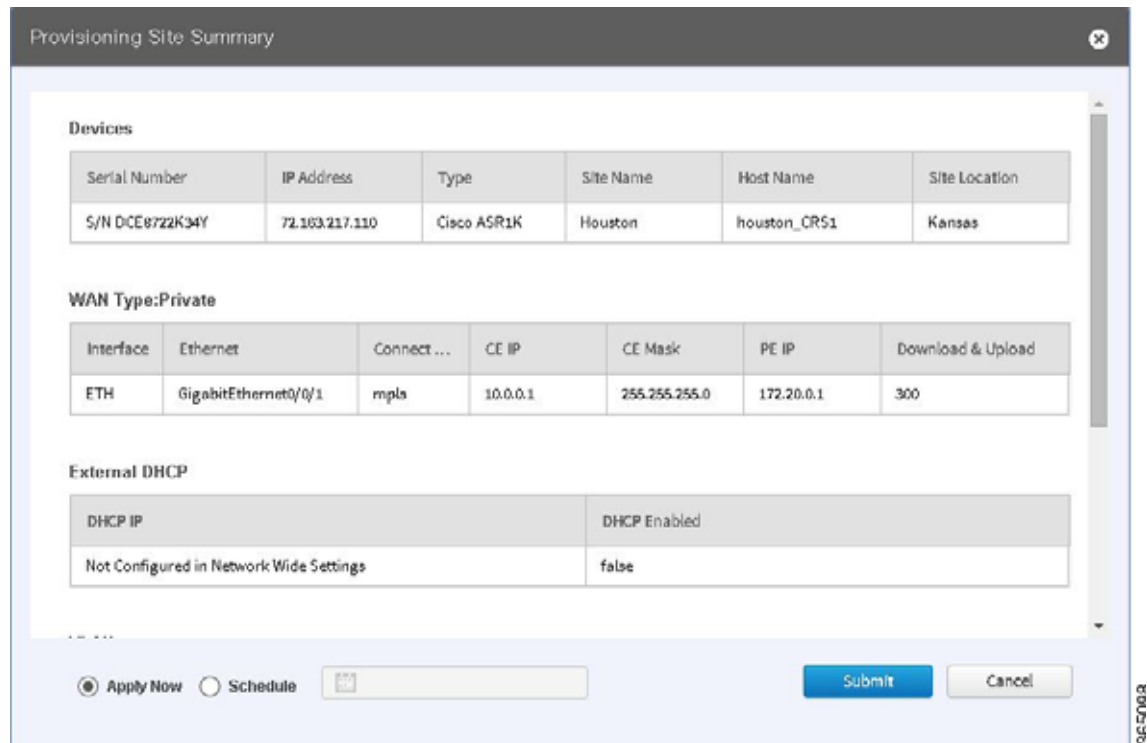 Provisioning Site Summary
Devices
Serial Number IP Address Type Site Name Host Name Site Location
S/N DCE8722K34Y 72.163.217.110 Cisco ASR1K Houston houston_CRS1 Kansas
WAN Type:Private
Interface Ethernet Connect ... CE IP CE Mask PE IP Download & Upload
ETH GigabitEthernet0/0/1 mpls 10.0.0.1 255.255.255.0 172.20.0.1 300
External DHCP
DHCP IP DHCP Enabled
Not Configured in Network Wide Settings false
Apply Now Schedule Submit Cancel
365098